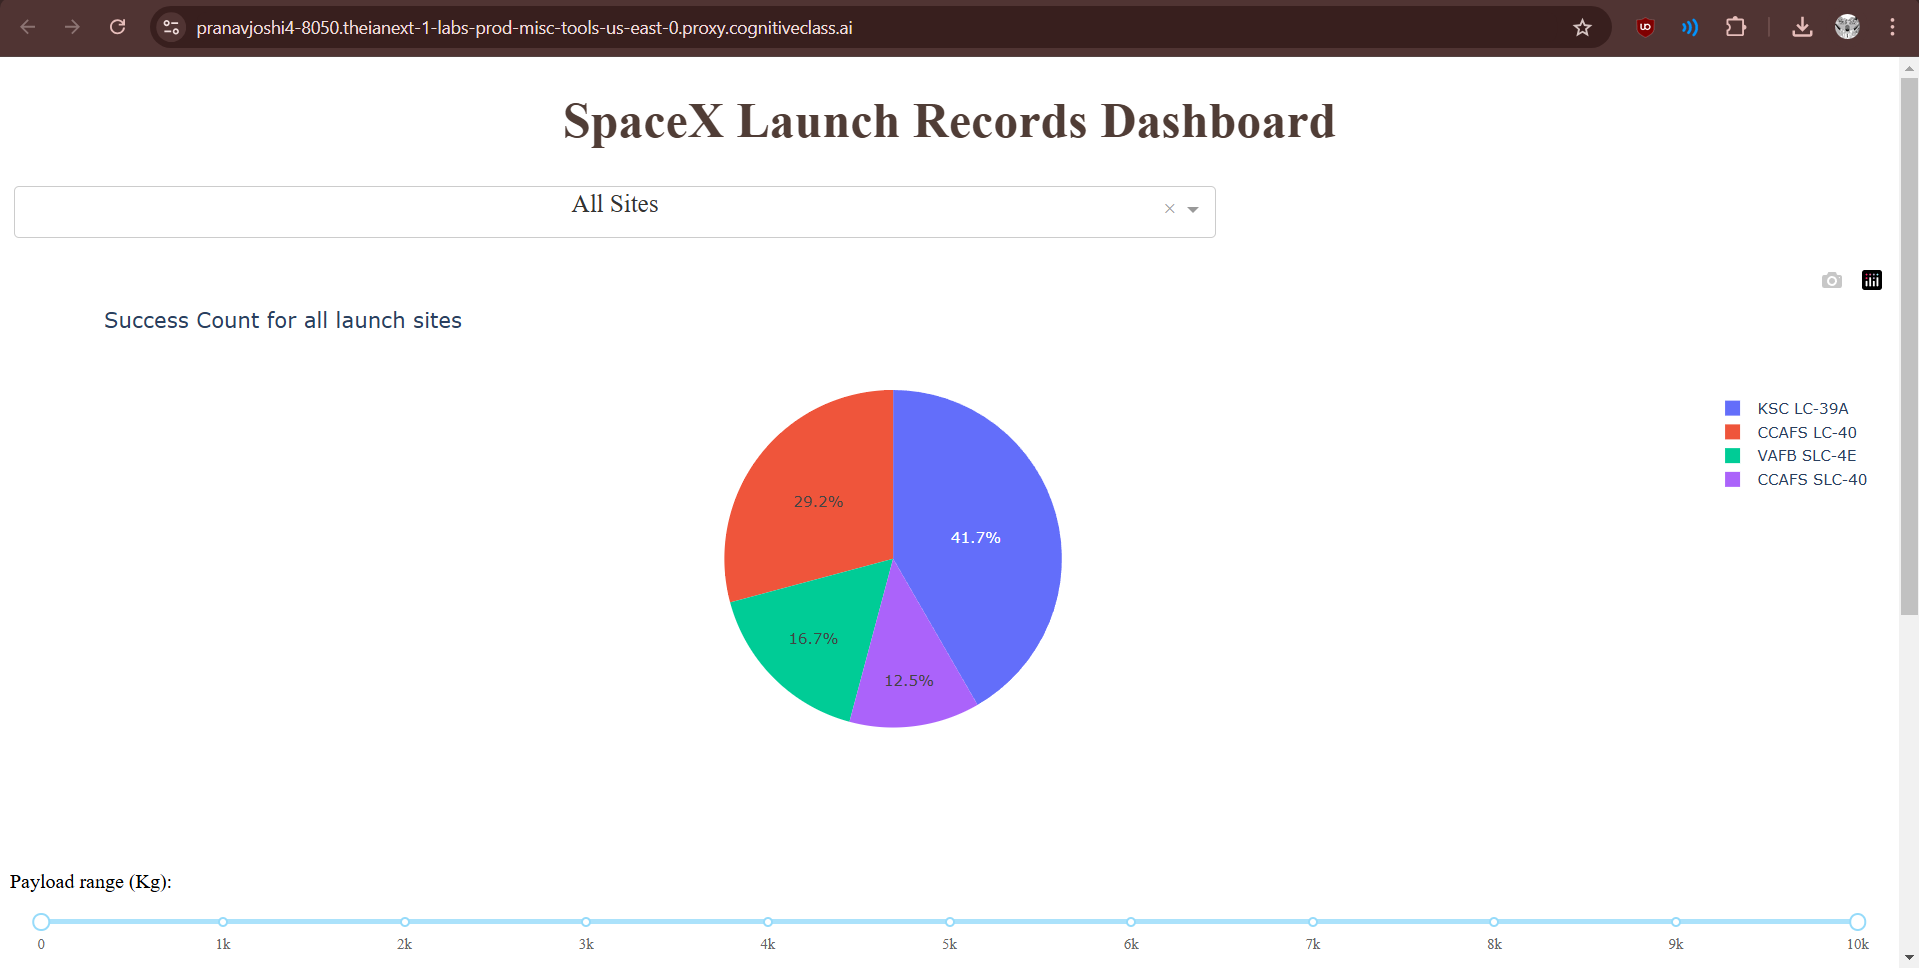 pranavjoshi4-8050.theianext-1-labs-prod-misc-tools-us-east-0.proxy.cognitiveclass.ai
SpaceX Launch Records Dashboard
All Sites
Success Count for all launch sites
KSC LC-39A
CCAFS LC-40
VAFB SLC-4E
CCAFS SLC-40
29.2%
41.7%
16.7%
12.5%
Payload range (Kg):
0 1k 2k 3k 4k 5k 6k 7k 8k 9k 10k